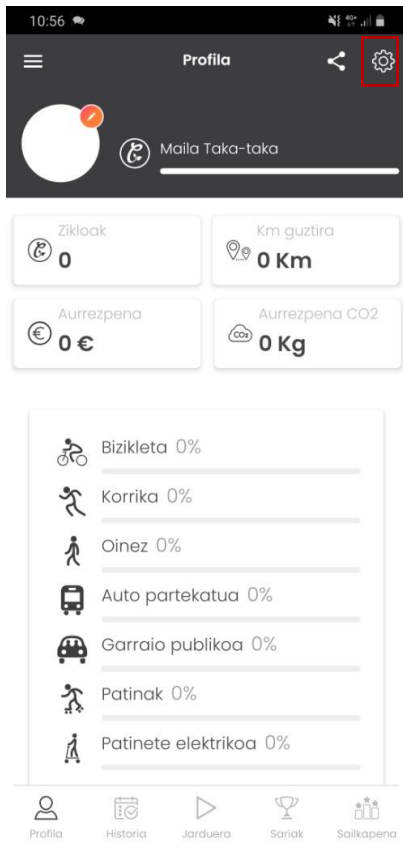 10:56
4G+
Profila
Maila Taka-taka
Zikloak
0
Km guztira
0 Km
Aurrezpena
0 €
Aurrezpena CO2
0 Kg
Bizikleta 0%
Korrika 0%
Oinez 0%
Auto partekatua 0%
Garraio publikoa 0%
Patinak 0%
Patinete elektrikoa 0%
Profila
Historia
Jarduera
Sariak
Sailkapena